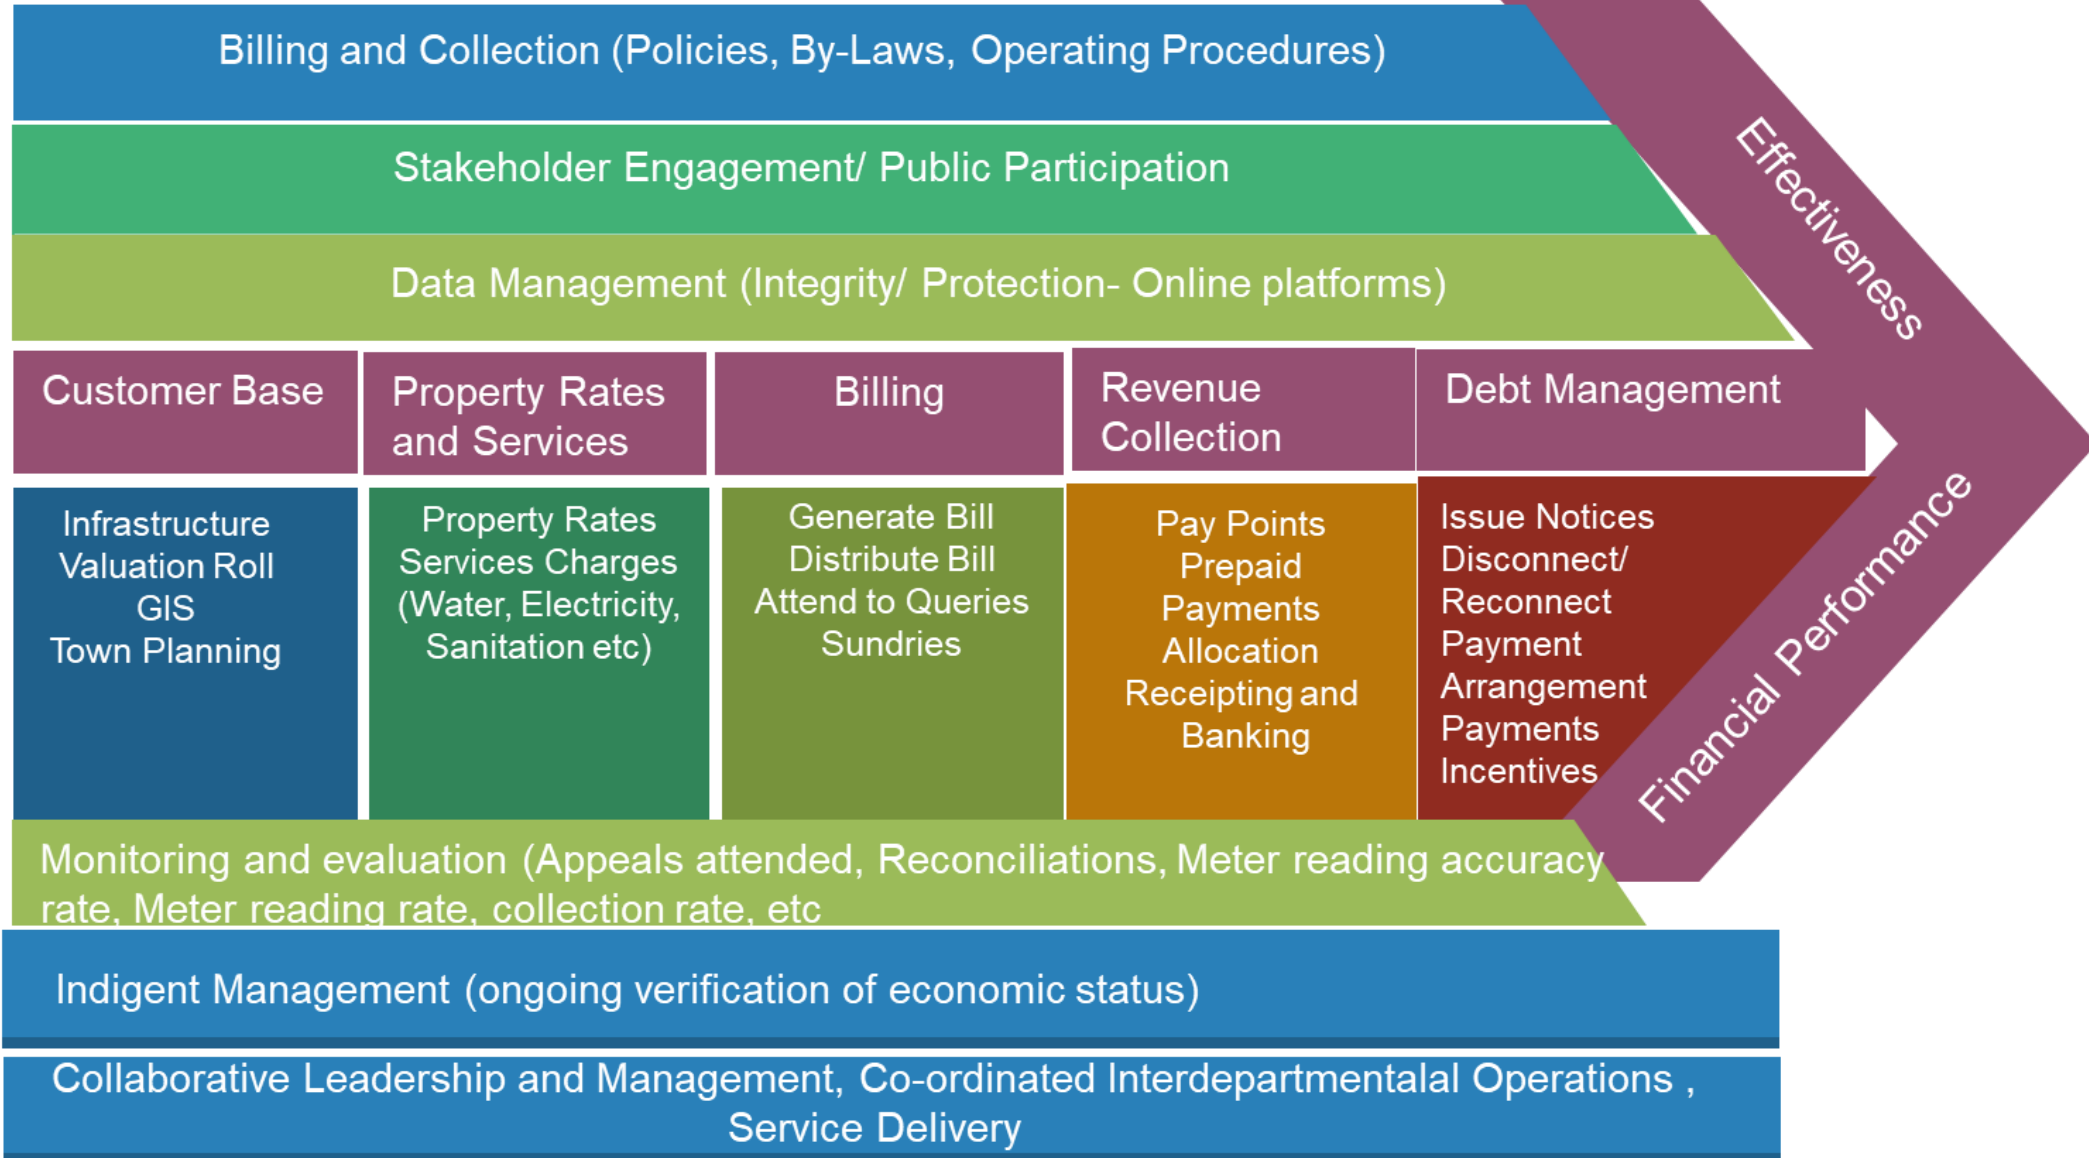 Billing and Collection (Policies, By-Laws, Operating Procedures)
Stakeholder Engagement/ Public Participation
Data Management (Integrity/ Protection- Online platforms)
Effectiveness
Customer Base
Property Rates
and Services
Billing
Revenue
Collection
Debt Management
Infrastructure
Valuation Roll
GIS
Town Planning
Property Rates
Services Charges
(Water, Electricity,
Sanitation etc)
Generate Bill
Distribute Bill
Attend to Queries
Sundries
Pay Points
Prepaid
Payments
Allocation
Receipting and
Banking
Issue Notices
Disconnect/
Reconnect
Payment
Arrangement
Payments
Incentives
Financial Performance
Monitoring and evaluation (Appeals attended, Reconciliations, Meter reading accuracy
rate, Meter reading rate, collection rate, etc
Indigent Management (ongoing verification of economic status)
Collaborative Leadership and Management, Co-ordinated Interdepartmentalal Operations ,
Service Delivery